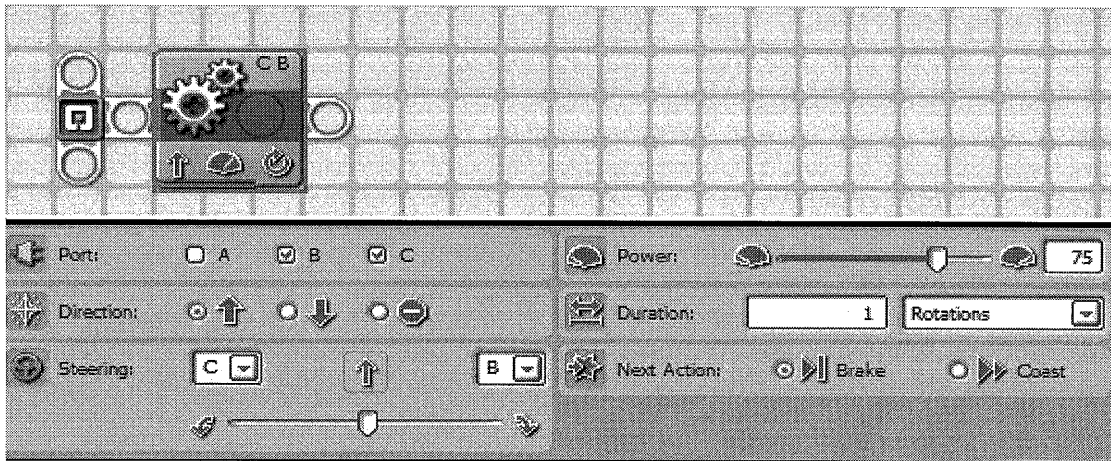 C B
Port: A B C
Power: 75
Direction:
Duration: 1 Rotations
Steering: C B
Next Action: Brake Coast